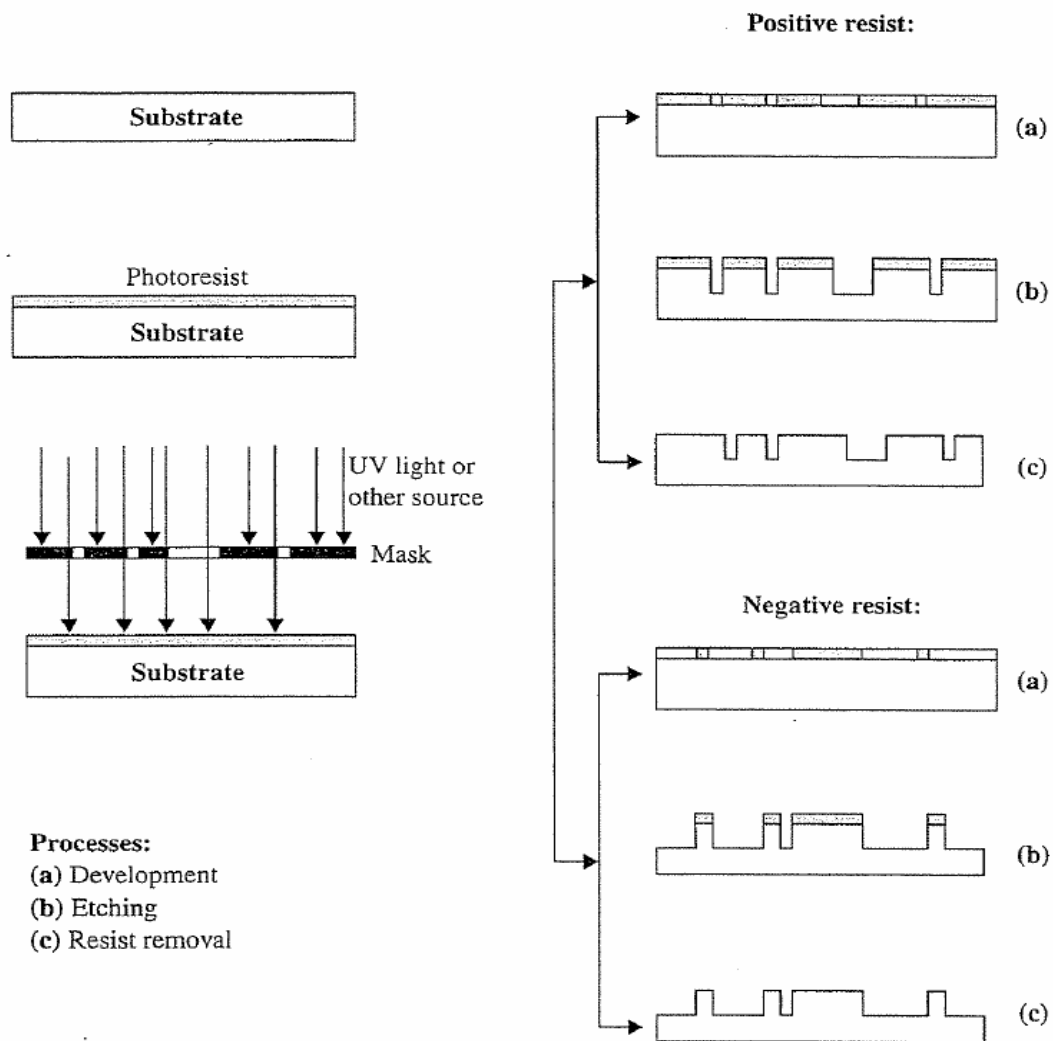 Substrate
Photoresist
Substrate
UV light or
other source
Mask
Substrate
Processes:
(a) Development
(b) Etching
(c) Resist removal
Positive resist:
(a)
(b)
(c)
Negative resist:
(a)
(b)
(c)